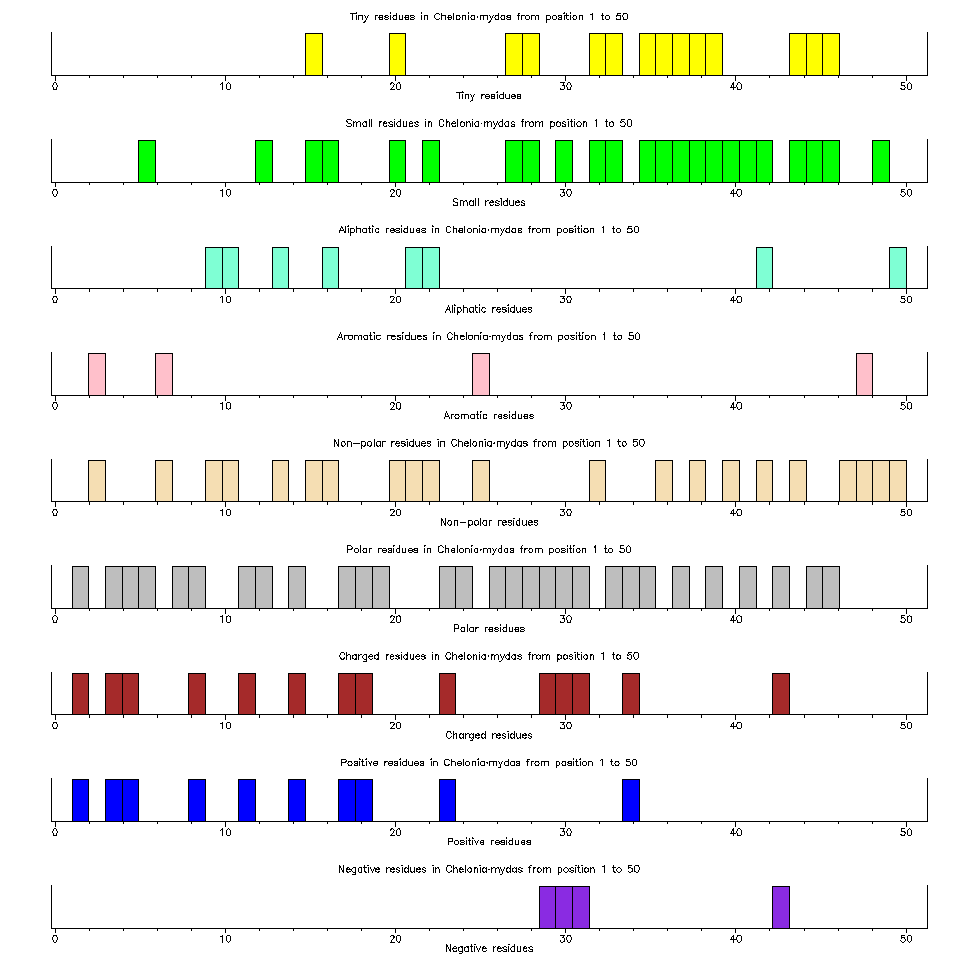 Tiny residues in Chelonia-mydas from position 1 to 50
0 10 20 30 40 50
Tiny residues
Small residues in Chelonia-mydas from position 1 to 50
0 10 20 30 40 50
Small residues
Aliphatic residues in Chelonia-mydas from position 1 to 50
0 10 20 30 40 50
Aliphatic residues
Aromatic residues in Chelonia-mydas from position 1 to 50
0 10 20 30 40 50
Aromatic residues
Non-polar residues in Chelonia-mydas from position 1 to 50
0 10 20 30 40 50
Non-polar residues
Polar residues in Chelonia-mydas from position 1 to 50
0 10 20 30 40 50
Polar residues
Charged residues in Chelonia-mydas from position 1 to 50
0 10 20 30 40 50
Charged residues
Positive residues in Chelonia-mydas from position 1 to 50
0 10 20 30 40 50
Positive residues
Negative residues in Chelonia-mydas from position 1 to 50
0 10 20 30 40 50
Negative residues